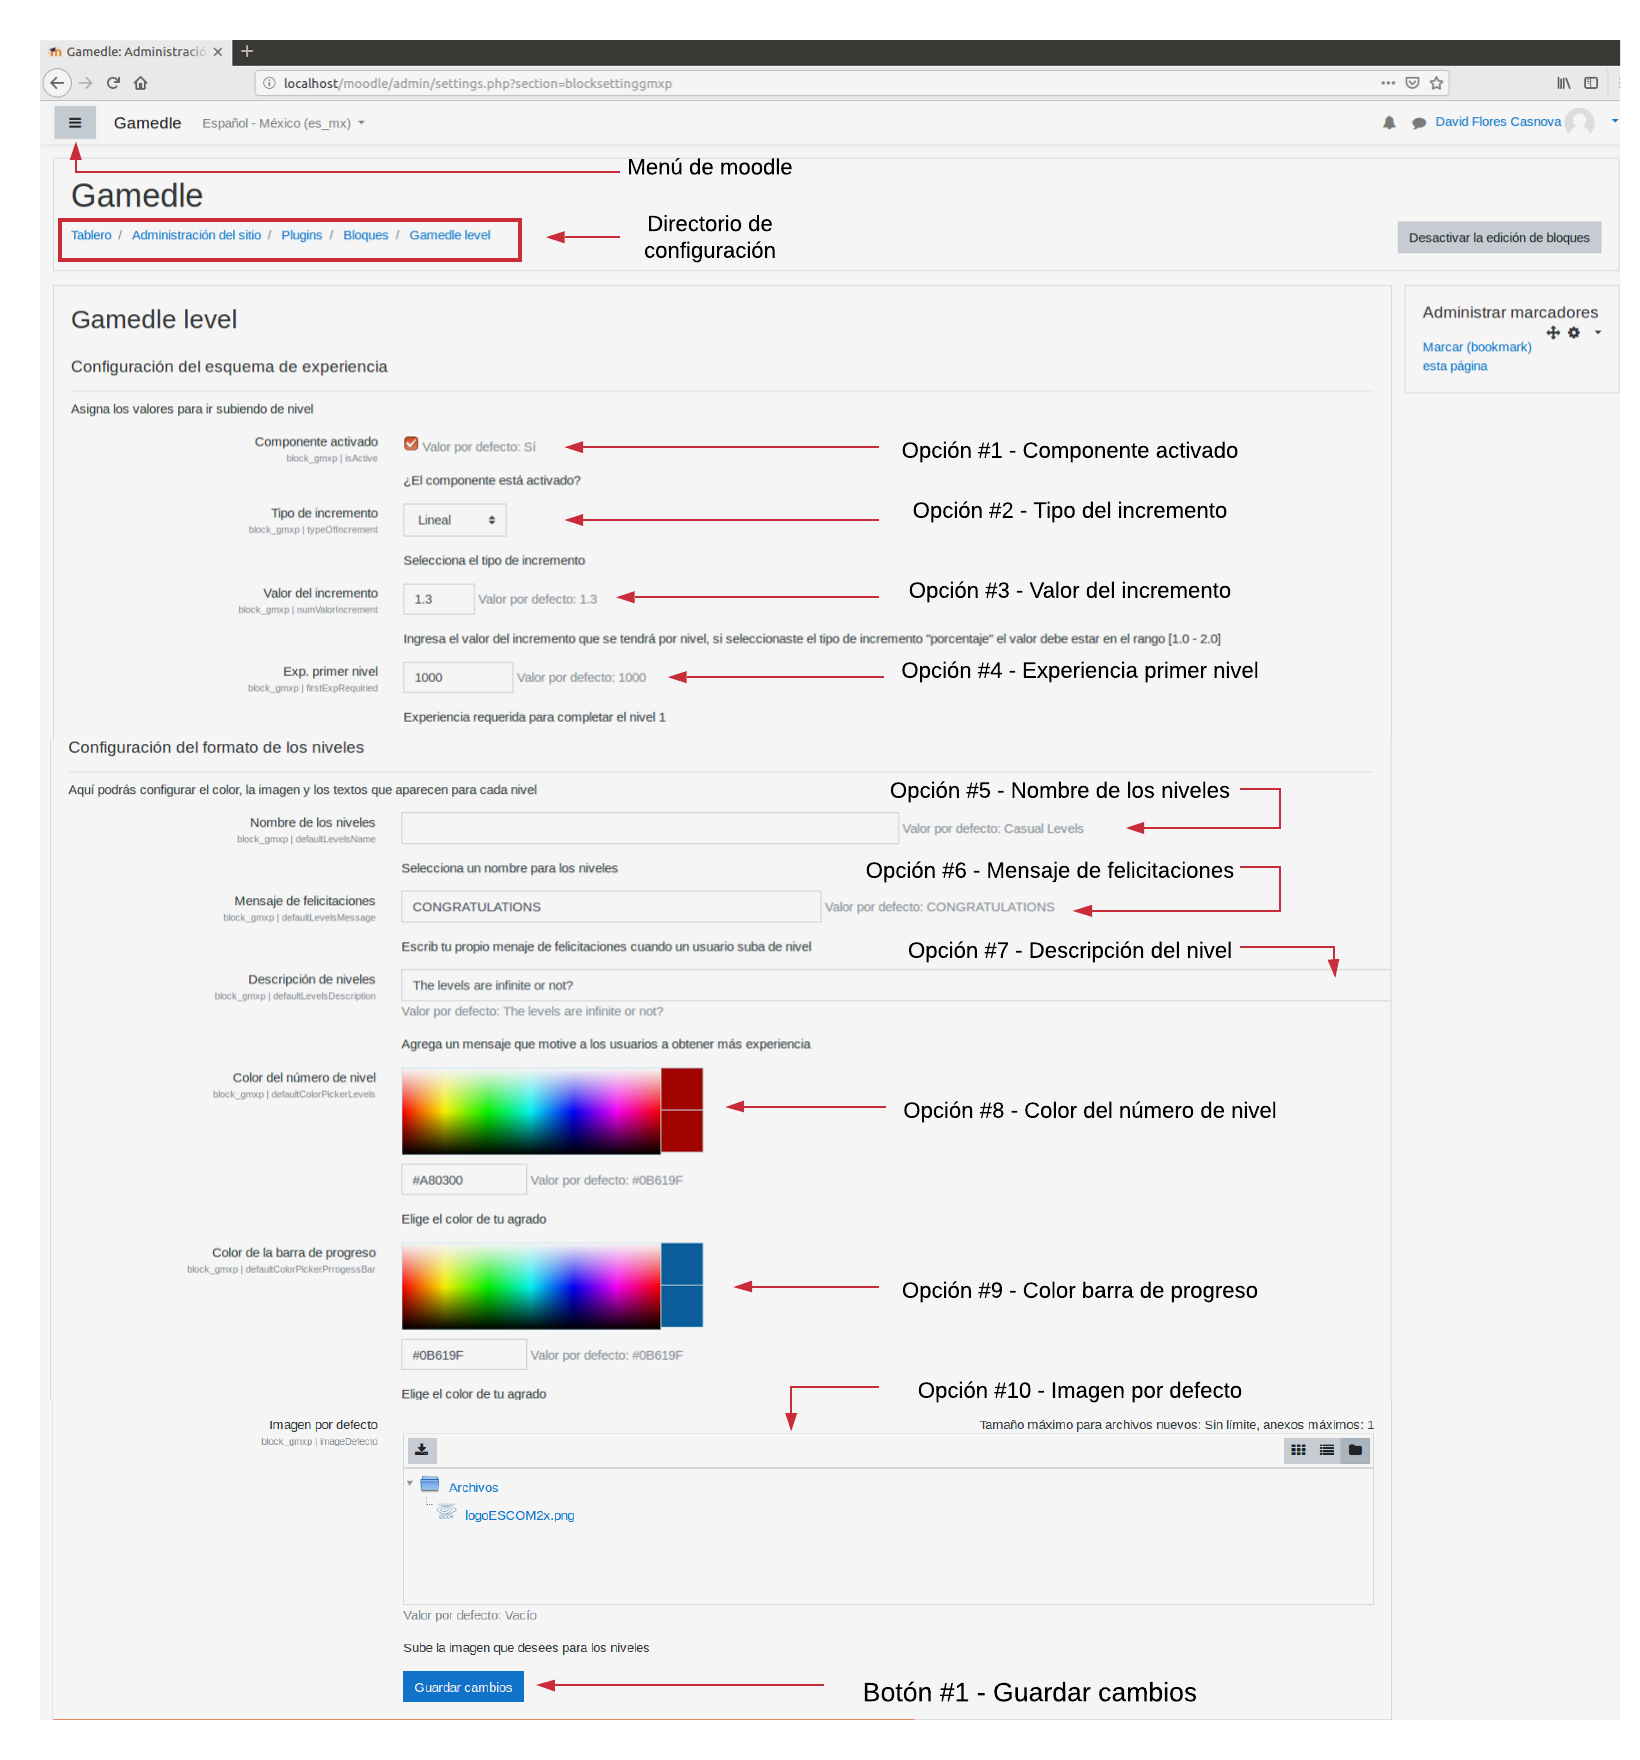 Gamedle: Administració
localhost/moodle/admin/settings.php?section=blocksettinggmxp
Gamedle Español - México (es_mx)
David Flores Casnova
Menú de moodle
Gamedle
Directorio de
configuración
Tablero / Administración del sitio / Plugins / Bloques / Gamedle level
Desactivar la edición de bloques
Gamedle level
Administrar marcadores
Marcar (bookmark)
esta página
Configuración del esquema de experiencia
Asigna los valores para ir subiendo de nivel
Componente activado
block_gmxp | isActive
Valor por defecto: Sí
Opción #1 - Componente activado
¿El componente está activado?
Tipo de incremento
block_gmxp | typeOfIncrement
Lineal
Opción #2 - Tipo del incremento
Selecciona el tipo de incremento
Valor del incremento
block_gmxp | numValorIncrement
1.3 Valor por defecto: 1.3
Opción #3 - Valor del incremento
Ingresa el valor del incremento que se tendrá por nivel, si seleccionaste el tipo de incremento "porcentaje" el valor debe estar en el rango [1.0 - 2.0]
Exp. primer nivel
block_gmxp | firstExpRequiried
1000 Valor por defecto: 1000
Opción #4 - Experiencia primer nivel
Experiencia requerida para completar el nivel 1
Configuración del formato de los niveles
Aquí podrás configurar el color, la imagen y los textos que aparecen para cada nivel
Opción #5 - Nombre de los niveles
Nombre de los niveles
block_gmxp | defaultLevelsName
Valor por defecto: Casual Levels
Selecciona un nombre para los niveles
Opción #6 - Mensaje de felicitaciones
Mensaje de felicitaciones
block_gmxp | defaultLevelsMessage
CONGRATULATIONS Valor por defecto: CONGRATULATIONS
Escrib tu propio menaje de felicitaciones cuando un usuario suba de nivel
Opción #7 - Descripción del nivel
Descripción de niveles
block_gmxp | defaultLevelsDescription
The levels are infinite or not?
Valor por defecto: The levels are infinite or not?
Agrega un mensaje que motive a los usuarios a obtener más experiencia
Color del número de nivel
block_gmxp | defaultColorPickerLevels
Opción #8 - Color del número de nivel
#A80300 Valor por defecto: #0B619F
Elige el color de tu agrado
Color de la barra de progreso
block_gmxp | defaultColorPickerPrrogessBar
Opción #9 - Color barra de progreso
#0B619F Valor por defecto: #0B619F
Elige el color de tu agrado
Opción #10 - Imagen por defecto
Imagen por defecto
block_gmxp | imageDefecto
Tamaño máximo para archivos nuevos: Sin límite, anexos máximos: 1
Archivos
logoESCOM2x.png
Valor por defecto: Vacío
Sube la imagen que desees para los niveles
Guardar cambios
Botón #1 - Guardar cambios